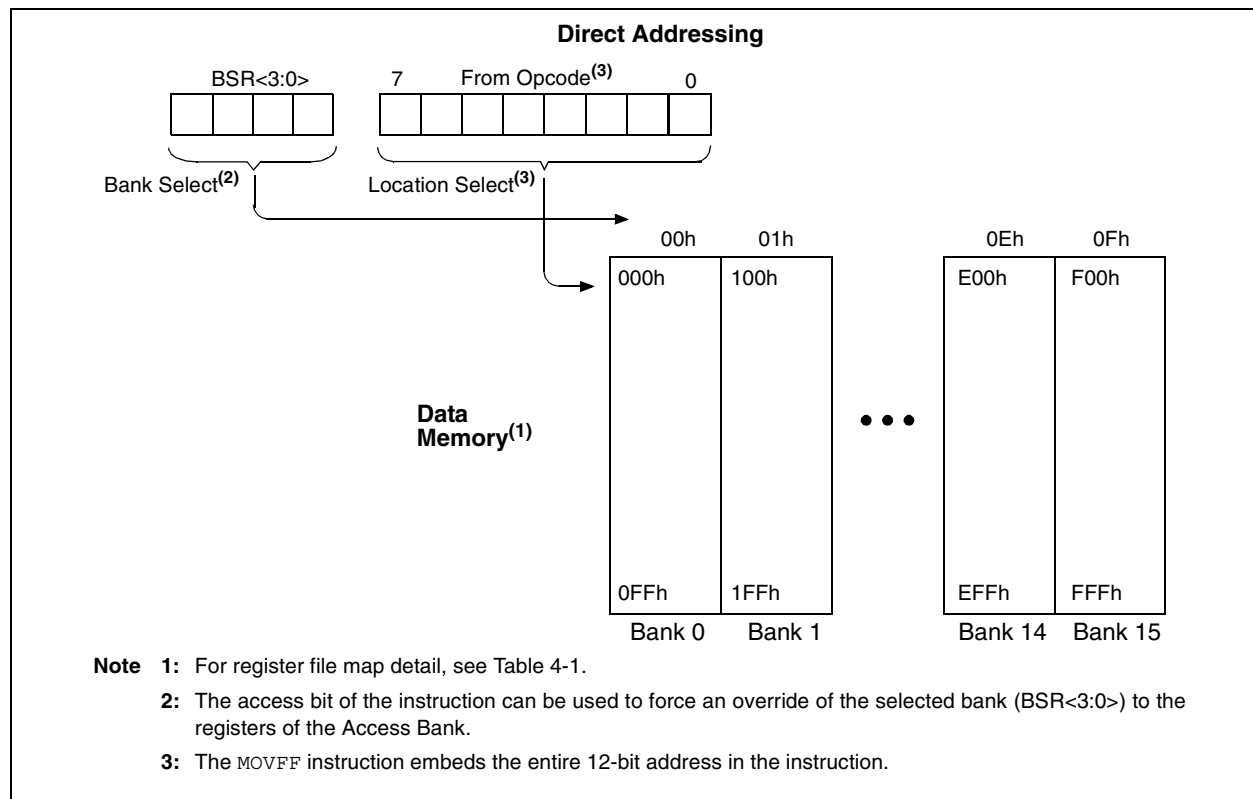 Direct Addressing
BSR<3:0> 7 From Opcode(3) 0
Bank Select(2) Location Select(3)
00h 01h 0Eh 0Fh
000h 100h E00h F00h
Data
Memory(1)
0FFh 1FFh EFFh FFFh
Bank 0 Bank 1 Bank 14 Bank 15
Note 1: For register file map detail, see Table 4-1.
2: The access bit of the instruction can be used to force an override of the selected bank (BSR<3:0>) to the
registers of the Access Bank.
3: The MOVFF instruction embeds the entire 12-bit address in the instruction.